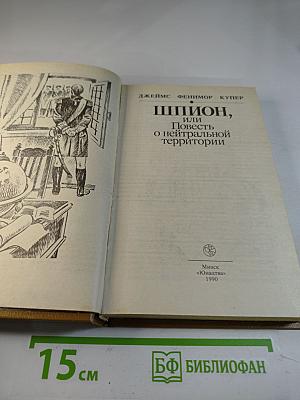 ДЖЕЙМС ФЕНИМОР КУПЕР
ШПИОН,
или
Повесть
о нейтральной
территории
Минск
«Юнацтва»
1990
15 см
БФ БИБЛИОФАН